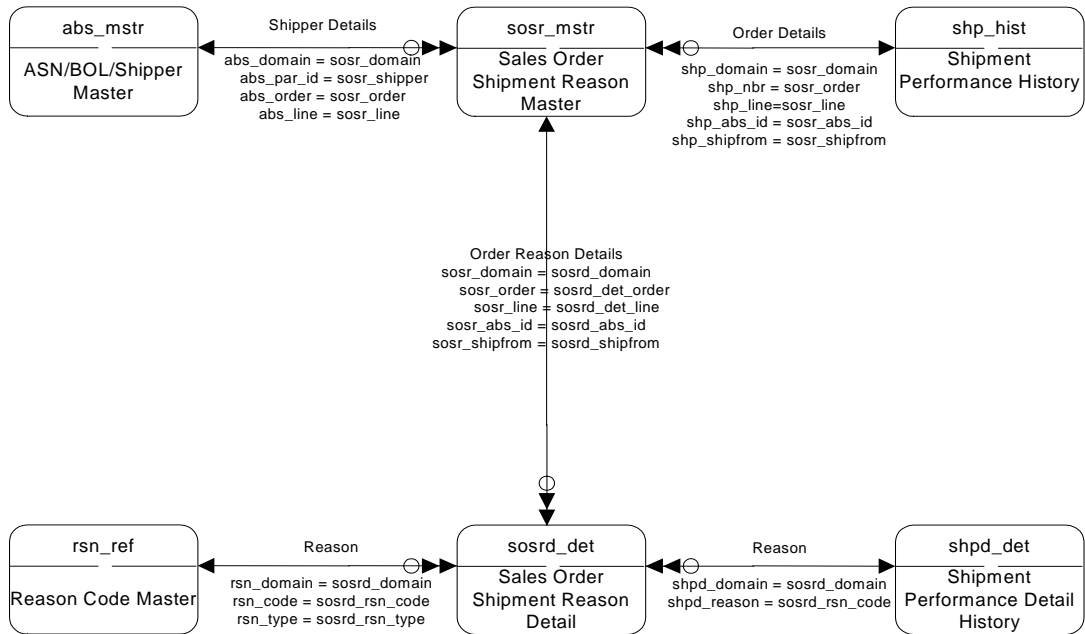 abs_mstr
ASN/BOL/Shipper
Master
Shipper Details
abs_domain = sosr_domain
abs_par_id = sosr_shipper
abs_order = sosr_order
abs_line = sosr_line
sosr_mstr
Sales Order
Shipment Reason
Master
Order Details
shp_domain = sosr_domain
shp_nbr = sosr_order
shp_line=sosr_line
shp_abs_id = sosr_abs_id
shp_shipfrom = sosr_shipfrom
shp_hist
Shipment
Performance History
Order Reason Details
sosr_domain = sosrd_domain
sosr_order = sosrd_det_order
sosr_line = sosrd_det_line
sosr_abs_id = sosrd_abs_id
sosr_shipfrom = sosrd_shipfrom
rsn_ref
Reason Code Master
Reason
rsn_domain = sosrd_domain
rsn_code = sosrd_rsn_code
rsn_type = sosrd_rsn_type
sosrd_det
Sales Order
Shipment Reason
Detail
Reason
shpd_domain = sosrd_domain
shpd_reason = sosrd_rsn_code
shpd_det
Shipment
Performance Detail
History